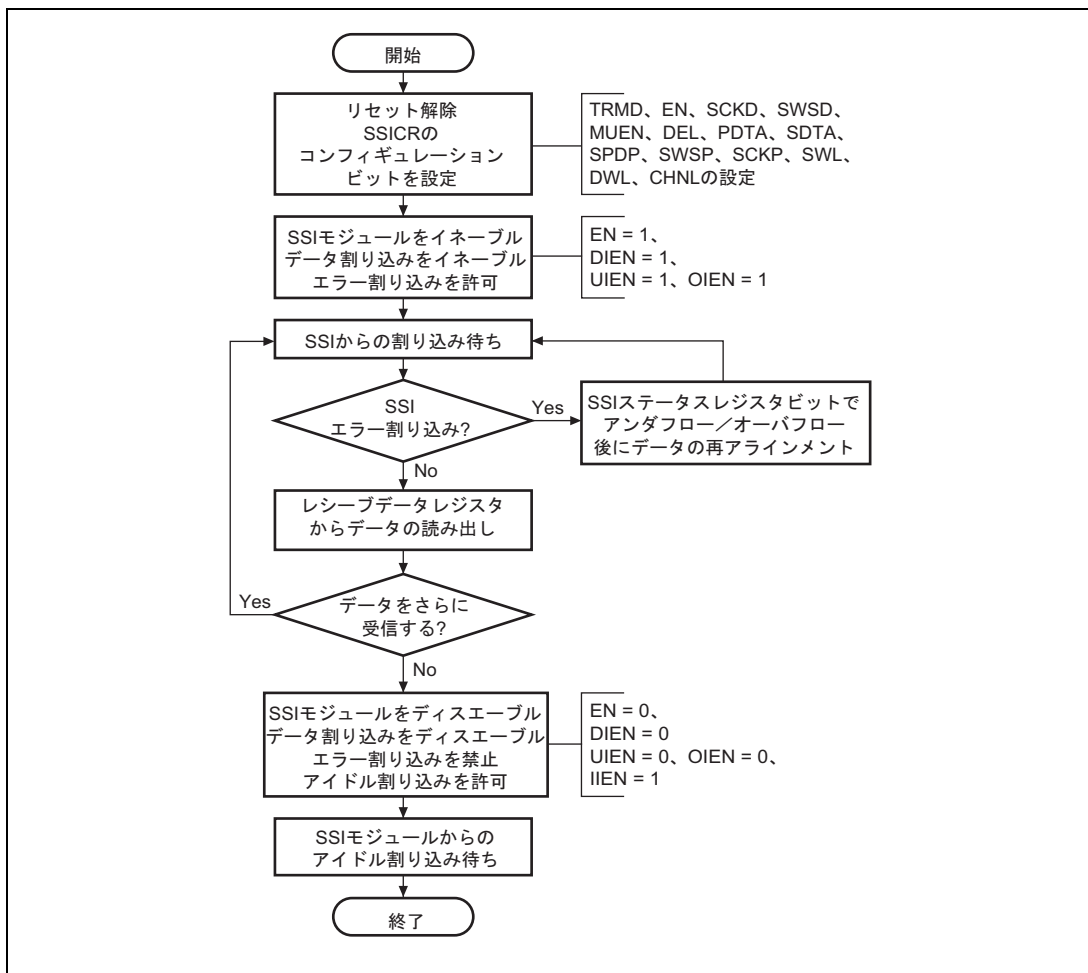 開始
リセット解除
SSICRの
コンフィギュレーション
ビットを設定
TRMD、EN、SCKD、SWSD、
MUEN、DEL、PDTA、SDTA、
SPDP、SWSP、SCKP、SWL、
DWL、CHNLの設定
SSIモジュールをイネーブル
データ割り込みをイネーブル
エラー割り込みを許可
EN = 1、
DIEN = 1、
UIEN = 1、OIEN = 1
SSIからの割り込み待ち
SSI
エラー割り込み?
Yes
SSIステータスレジスタビットで
アンダフロー／オーバフロー
後にデータの再アラインメント
No
レシーブデータレジスタ
からデータの読み出し
Yes
データをさらに
受信する?
No
SSIモジュールをディスエーブル
データ割り込みをディスエーブル
エラー割り込みを禁止
アイドル割り込みを許可
EN = 0、
DIEN = 0
UIEN = 0、OIEN = 0、
IIEN = 1
SSIモジュールからの
アイドル割り込み待ち
終了